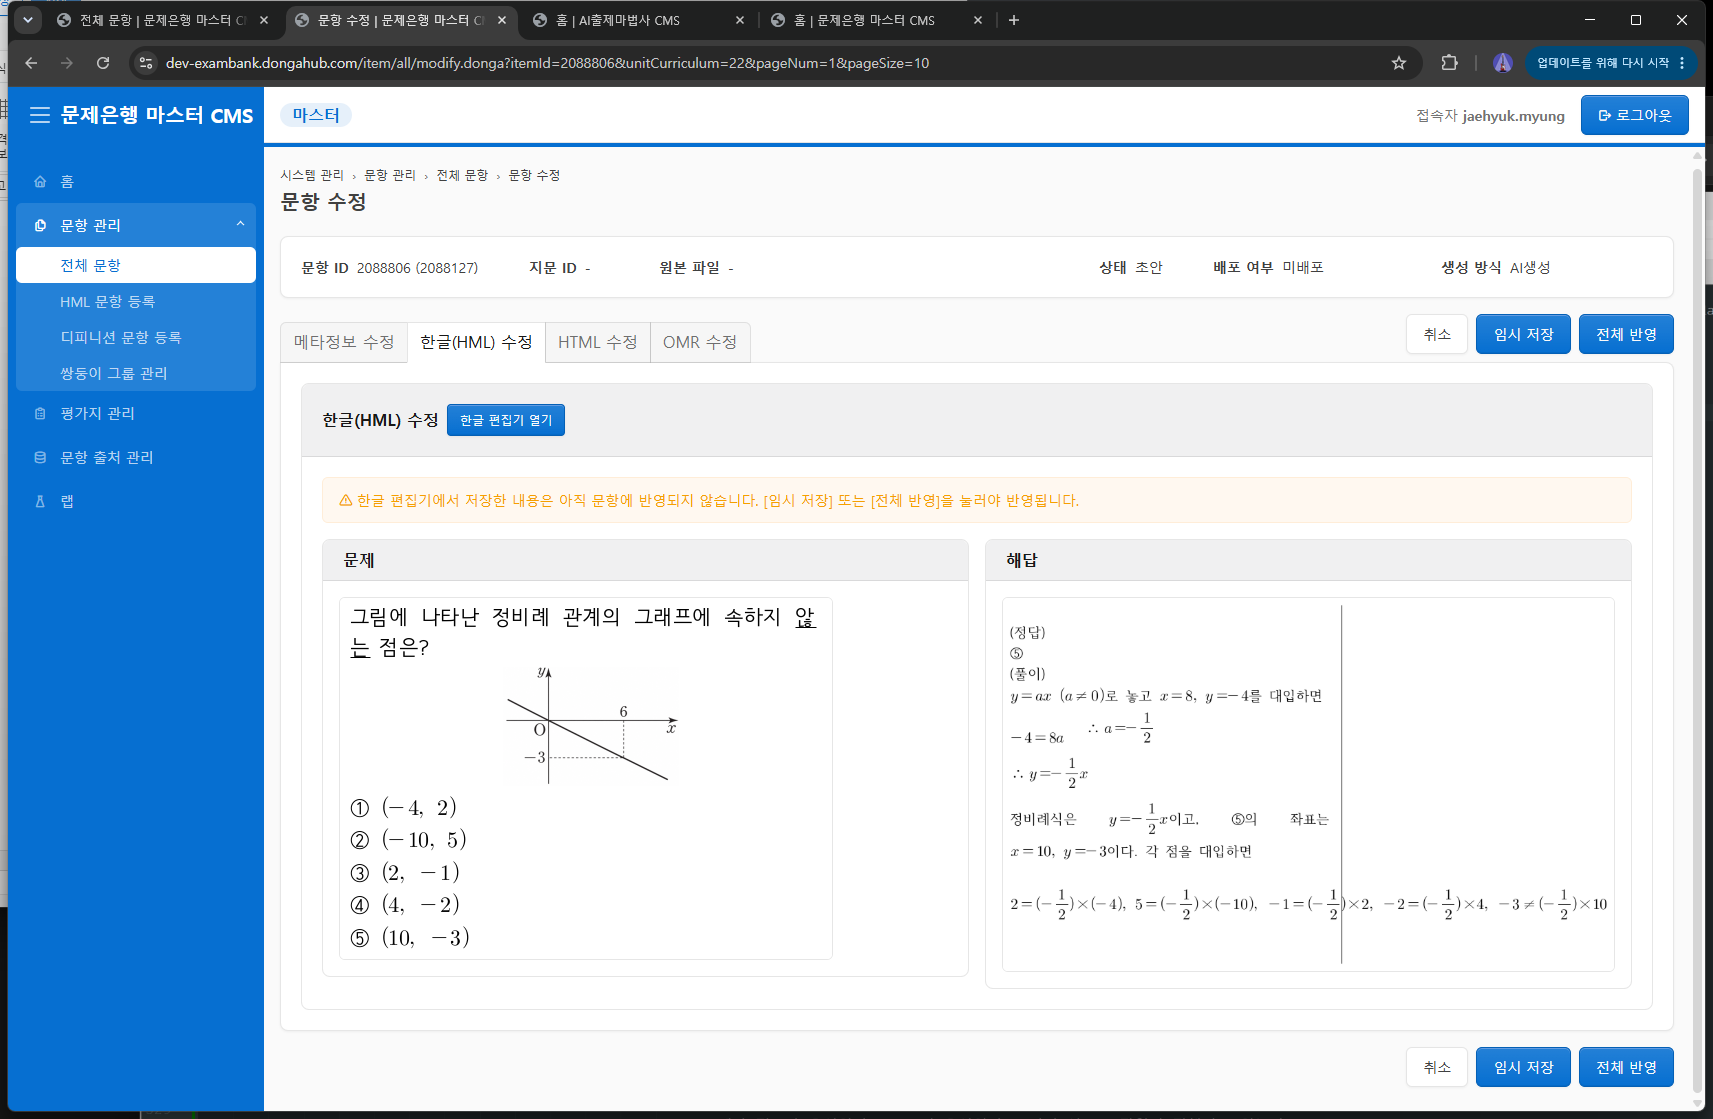 전체 문항 | 문제은행 마스터 C
문항 수정 | 문제은행 마스터 C
홈 | AI출제마법사 CMS
홈 | 문제은행 마스터 CMS
dev-exambank.dongahub.com/item/all/modify.donga?itemId=2088806&unitCurriculum=22&pageNum=1&pageSize=10
업데이트를 위해 다시 시작
문제은행 마스터 CMS
마스터
접속자 jaehyuk.myung
로그아웃
홈
문항 관리
전체 문항
HML 문항 등록
디피니션 문항 등록
쌍둥이 그룹 관리
평가지 관리
문항 출처 관리
랩
시스템 관리 › 문항 관리 › 전체 문항 › 문항 수정
문항 수정
문항 ID 2088806 (2088127) 지문 ID - 원본 파일 - 상태 초안 배포 여부 미배포 생성 방식 AI생성
메타정보 수정 한글(HML) 수정 HTML 수정 OMR 수정
취소 임시 저장 전체 반영
한글(HML) 수정 한글 편집기 열기
한글 편집기에서 저장한 내용은 아직 문항에 반영되지 않습니다. [임시 저장] 또는 [전체 반영]을 눌러야 반영됩니다.
문제
그림에 나타난 정비례 관계의 그래프에 속하지 않
는 점은?
y
6
O
x
−3
① (−4, 2)
② (−10, 5)
③ (2, −1)
④ (4, −2)
⑤ (10, −3)
해답
(정답)
⑤
(풀이)
y=ax (a≠0)로 놓고 x=8, y=−4를 대입하면
−4=8a ∴ a=−1/2
∴ y=−1/2x
정비례식은 y=−1/2x이고, ⑤의 좌표는
x=10, y=−3이다. 각 점을 대입하면
2=(−1/2)×(−4), 5=(−1/2)×(−10), −1=(−1/2)×2, −2=(−1/2)×4, −3≠(−1/2)×10
취소 임시 저장 전체 반영